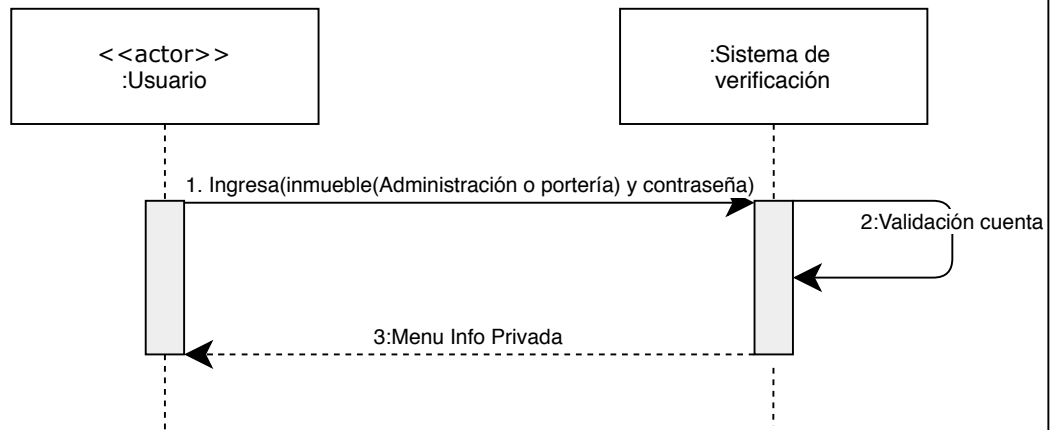 <<actor>>
:Usuario
:Sistema de
verificación
1. Ingresa(inmueble(Administración o portería) y contraseña)
2:Validación cuenta
3:Menu Info Privada